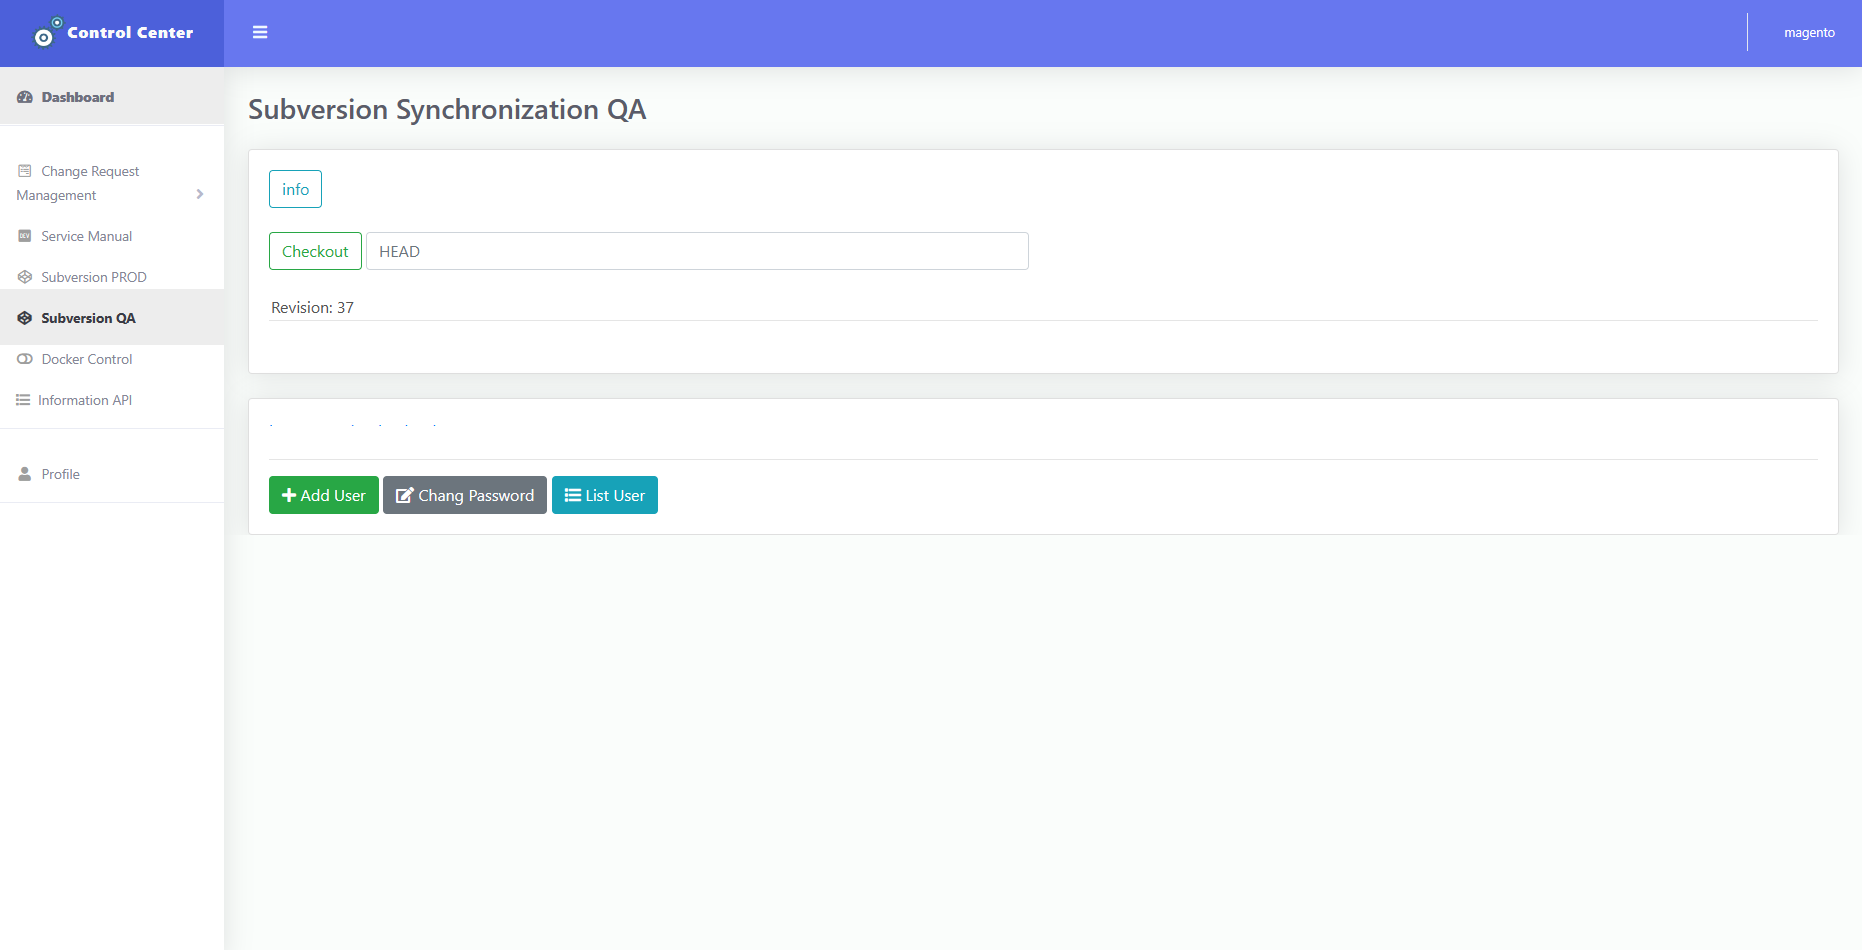 Control Center
magento
Dashboard
Change Request
Management
Service Manual
Subversion PROD
Subversion QA
Docker Control
Information API
Profile
Subversion Synchronization QA
info
Checkout HEAD
Revision: 37
Add User Chang Password List User